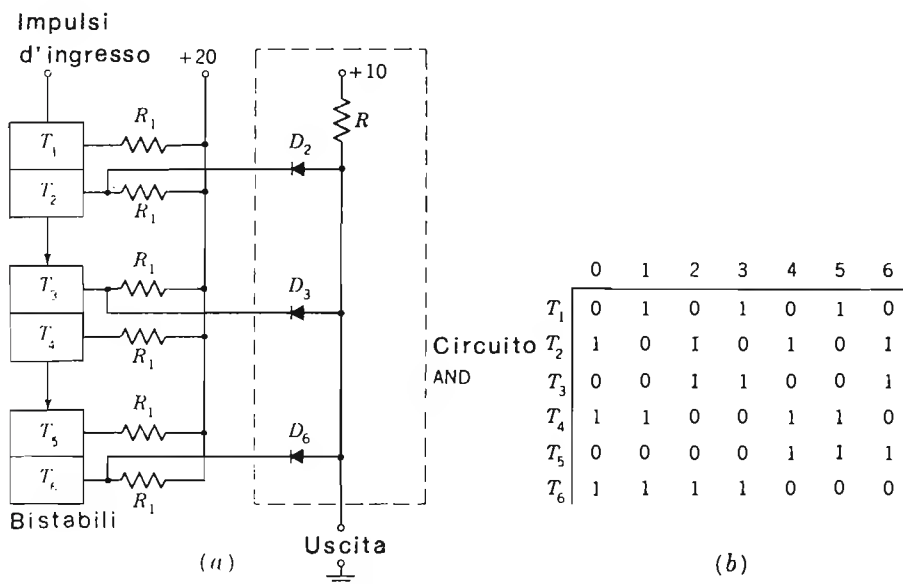 Impulsi
d'ingresso
+20
+10
R
R₁
T₁
D₂
T₂
R₁
R₁
T₃
D₃
T₄
R₁
Circuito
AND
R₁
T₅
D₆
T₆
R₁
Bistabili
Uscita
(a)
0 1 2 3 4 5 6
T₁ 0 1 0 1 0 1 0
T₂ 1 0 1 0 1 0 1
T₃ 0 0 1 1 0 0 1
T₄ 1 1 0 0 1 1 0
T₅ 0 0 0 0 1 1 1
T₆ 1 1 1 1 0 0 0
(b)